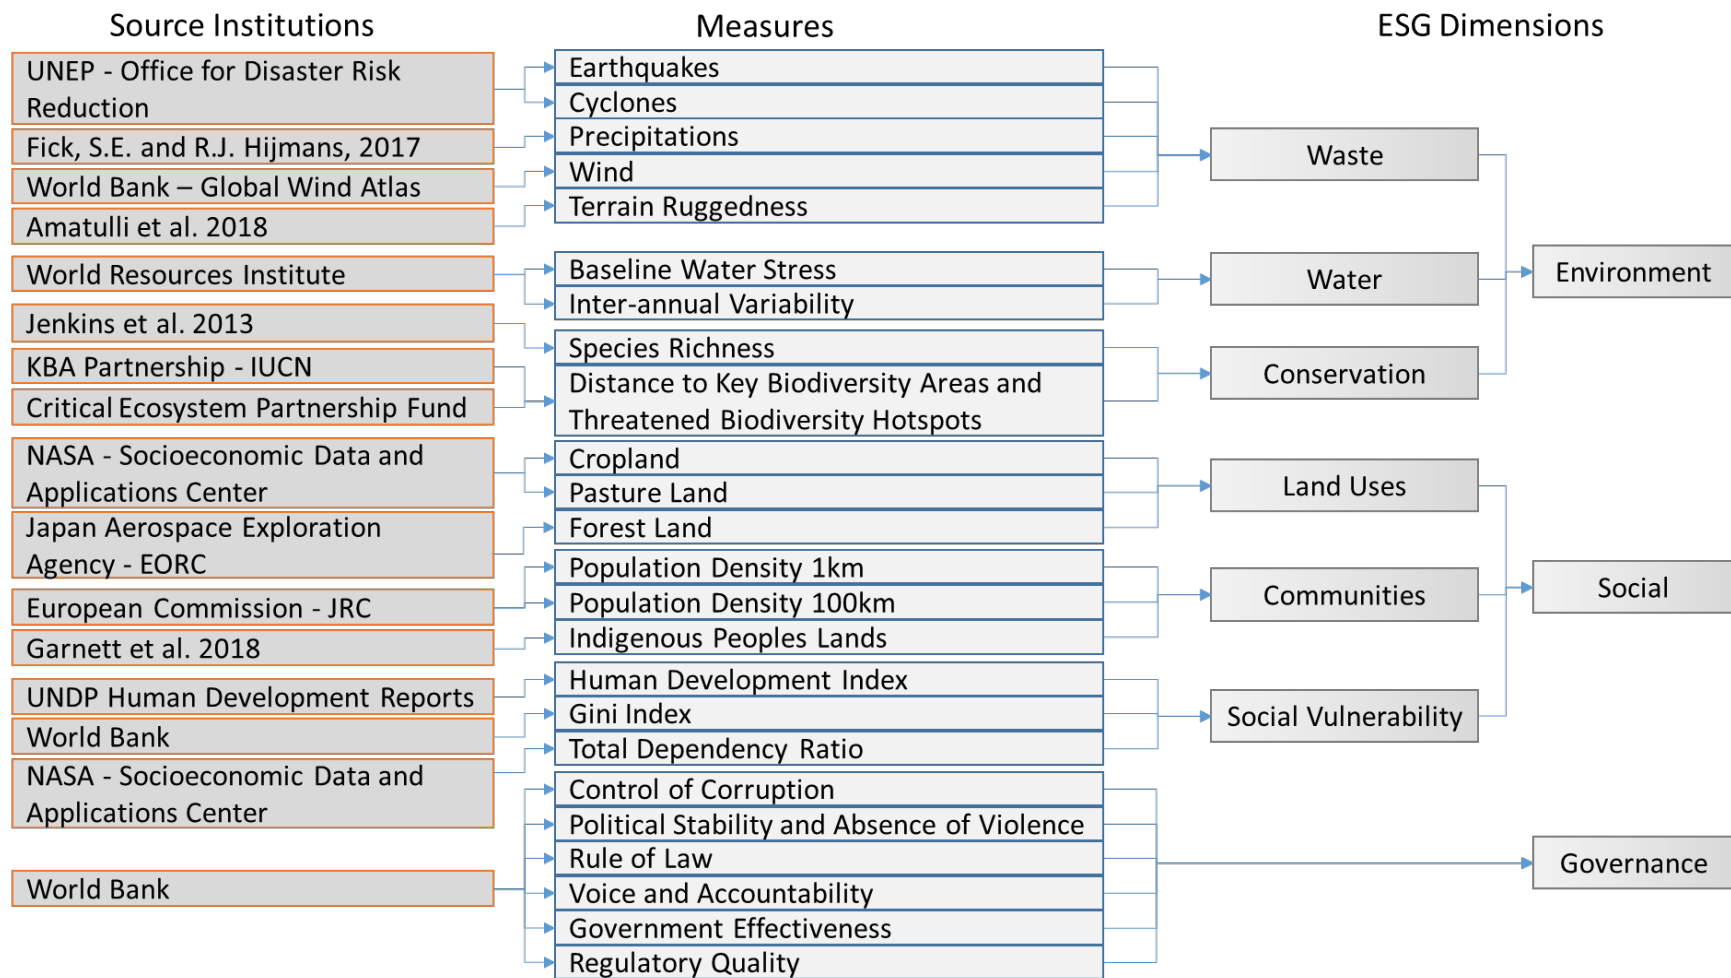 Source Institutions
Measures
ESG Dimensions
UNEP - Office for Disaster Risk
Reduction
Fick, S.E. and R.J. Hijmans, 2017
World Bank – Global Wind Atlas
Amatulli et al. 2018
World Resources Institute
Jenkins et al. 2013
KBA Partnership - IUCN
Critical Ecosystem Partnership Fund
NASA - Socioeconomic Data and
Applications Center
Japan Aerospace Exploration
Agency - EORC
European Commission - JRC
Garnett et al. 2018
UNDP Human Development Reports
World Bank
NASA - Socioeconomic Data and
Applications Center
World Bank
Earthquakes
Cyclones
Precipitations
Wind
Terrain Ruggedness
Baseline Water Stress
Inter-annual Variability
Species Richness
Distance to Key Biodiversity Areas and
Threatened Biodiversity Hotspots
Cropland
Pasture Land
Forest Land
Population Density 1km
Population Density 100km
Indigenous Peoples Lands
Human Development Index
Gini Index
Total Dependency Ratio
Control of Corruption
Political Stability and Absence of Violence
Rule of Law
Voice and Accountability
Government Effectiveness
Regulatory Quality
Waste
Water
Conservation
Land Uses
Communities
Social Vulnerability
Environment
Social
Governance